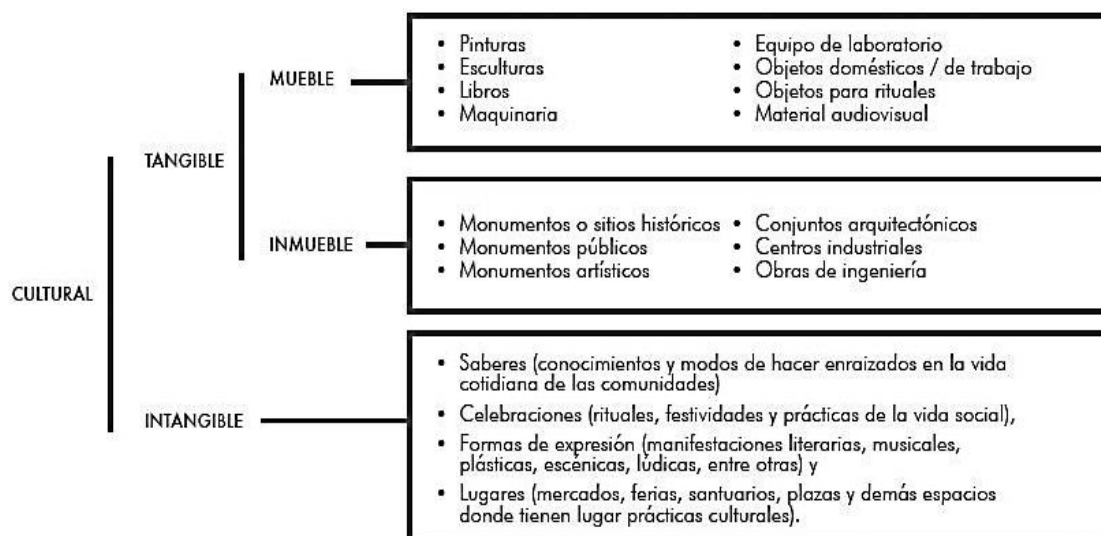 CULTURAL
TANGIBLE
MUEBLE
• Pinturas
• Esculturas
• Libros
• Maquinaria
• Equipo de laboratorio
• Objetos domésticos / de trabajo
• Objetos para rituales
• Material audiovisual
INMUEBLE
• Monumentos o sitios históricos
• Monumentos públicos
• Monumentos artísticos
• Conjuntos arquitectónicos
• Centros industriales
• Obras de ingeniería
INTANGIBLE
• Saberes (conocimientos y modos de hacer enraizados en la vida
cotidiana de las comunidades)
• Celebraciones (rituales, festividades y prácticas de la vida social),
• Formas de expresión (manifestaciones literarias, musicales,
plásticas, escénicas, lúdicas, entre otras) y
• Lugares (mercados, ferias, santuarios, plazas y demás espacios
donde tienen lugar prácticas culturales).